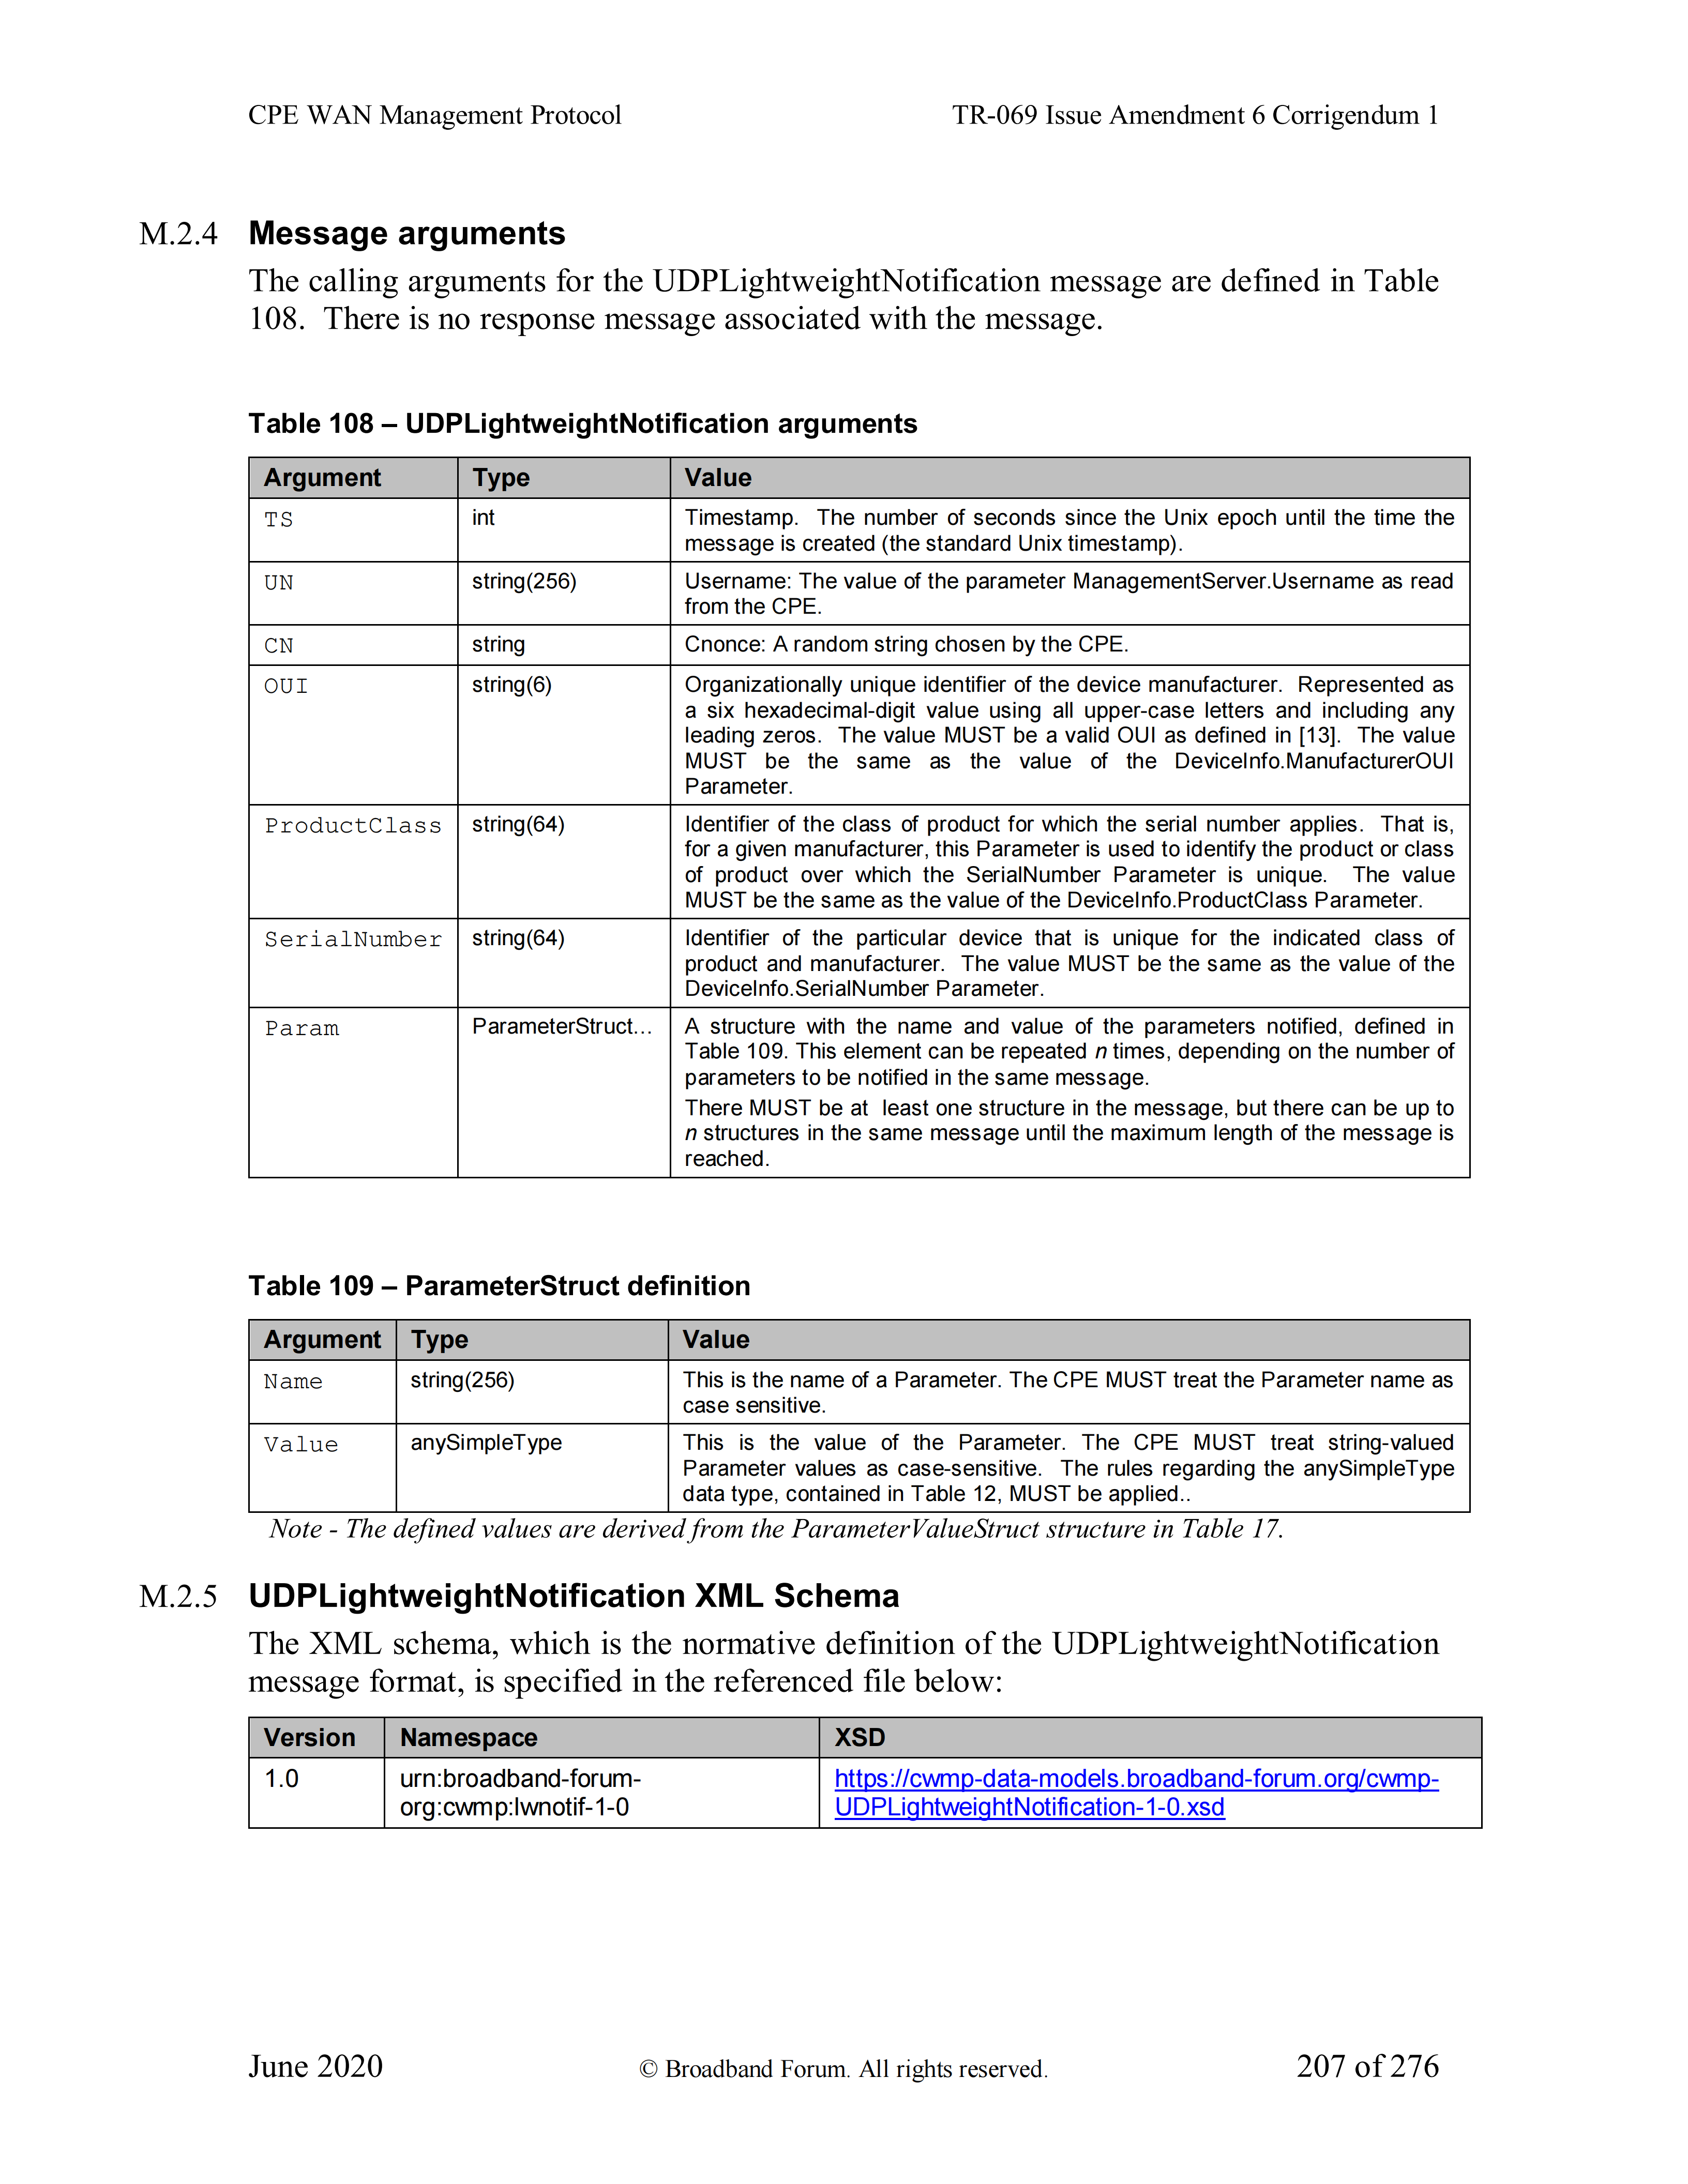 CPE WAN Management Protocol TR-069 Issue Amendment 6 Corrigendum 1
M.2.4 Message arguments
The calling arguments for the UDPLightweightNotification message are defined in Table
108.  There is no response message associated with the message.
Table 108 – UDPLightweightNotification arguments
Argument Type Value
TS int Timestamp.  The number of seconds since the Unix epoch until the time the
message is created (the standard Unix timestamp).
UN string(256) Username: The value of the parameter ManagementServer.Username as read
from the CPE.
CN string Cnonce: A random string chosen by the CPE.
OUI string(6) Organizationally unique identifier of the device manufacturer.  Represented as
a six hexadecimal-digit value using all upper-case letters and including any
leading zeros.  The value MUST be a valid OUI as defined in [13].  The value
MUST be the same as the value of the DeviceInfo.ManufacturerOUI
Parameter.
ProductClass string(64) Identifier of the class of product for which the serial number applies.  That is,
for a given manufacturer, this Parameter is used to identify the product or class
of product over which the SerialNumber Parameter is unique.  The value
MUST be the same as the value of the DeviceInfo.ProductClass Parameter.
SerialNumber string(64) Identifier of the particular device that is unique for the indicated class of
product and manufacturer.  The value MUST be the same as the value of the
DeviceInfo.SerialNumber Parameter.
Param ParameterStruct... A structure with the name and value of the parameters notified, defined in
Table 109. This element can be repeated n times, depending on the number of
parameters to be notified in the same message.
There MUST be at  least one structure in the message, but there can be up to
n structures in the same message until the maximum length of the message is
reached.
Table 109 – ParameterStruct definition
Argument Type Value
Name string(256) This is the name of a Parameter. The CPE MUST treat the Parameter name as
case sensitive.
Value anySimpleType This is the value of the Parameter. The CPE MUST treat string-valued
Parameter values as case-sensitive.  The rules regarding the anySimpleType
data type, contained in Table 12, MUST be applied..
Note - The defined values are derived from the ParameterValueStruct structure in Table 17.
M.2.5 UDPLightweightNotification XML Schema
The XML schema, which is the normative definition of the UDPLightweightNotification
message format, is specified in the referenced file below:
Version Namespace XSD
1.0 urn:broadband-forum- https://cwmp-data-models.broadband-forum.org/cwmp-
org:cwmp:lwnotif-1-0 UDPLightweightNotification-1-0.xsd
June 2020 © Broadband Forum. All rights reserved. 207 of 276